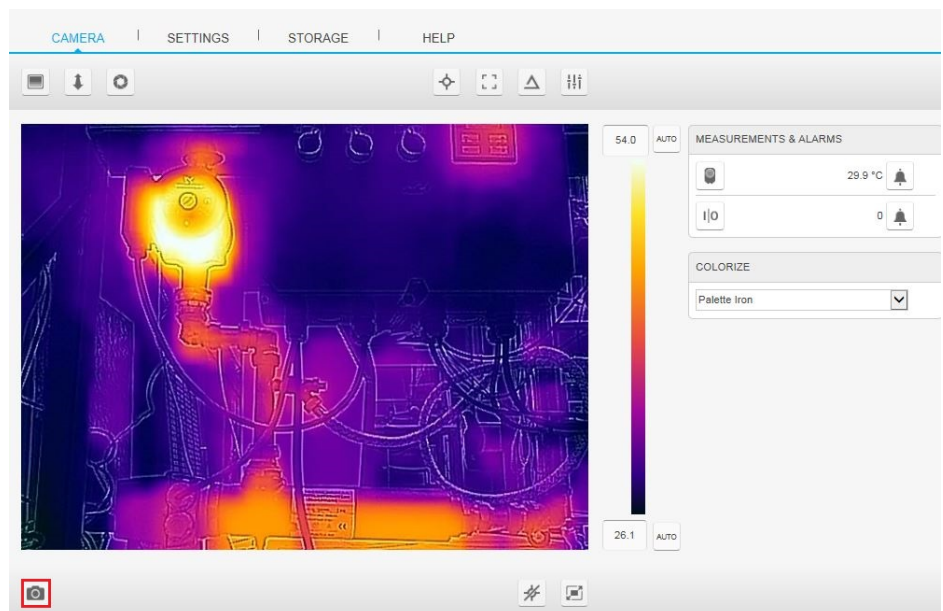 CAMERA | SETTINGS | STORAGE | HELP
54.0 AUTO
MEASUREMENTS & ALARMS
29.9 °C
I|O 0
COLORIZE
Palette Iron
26.1 AUTO